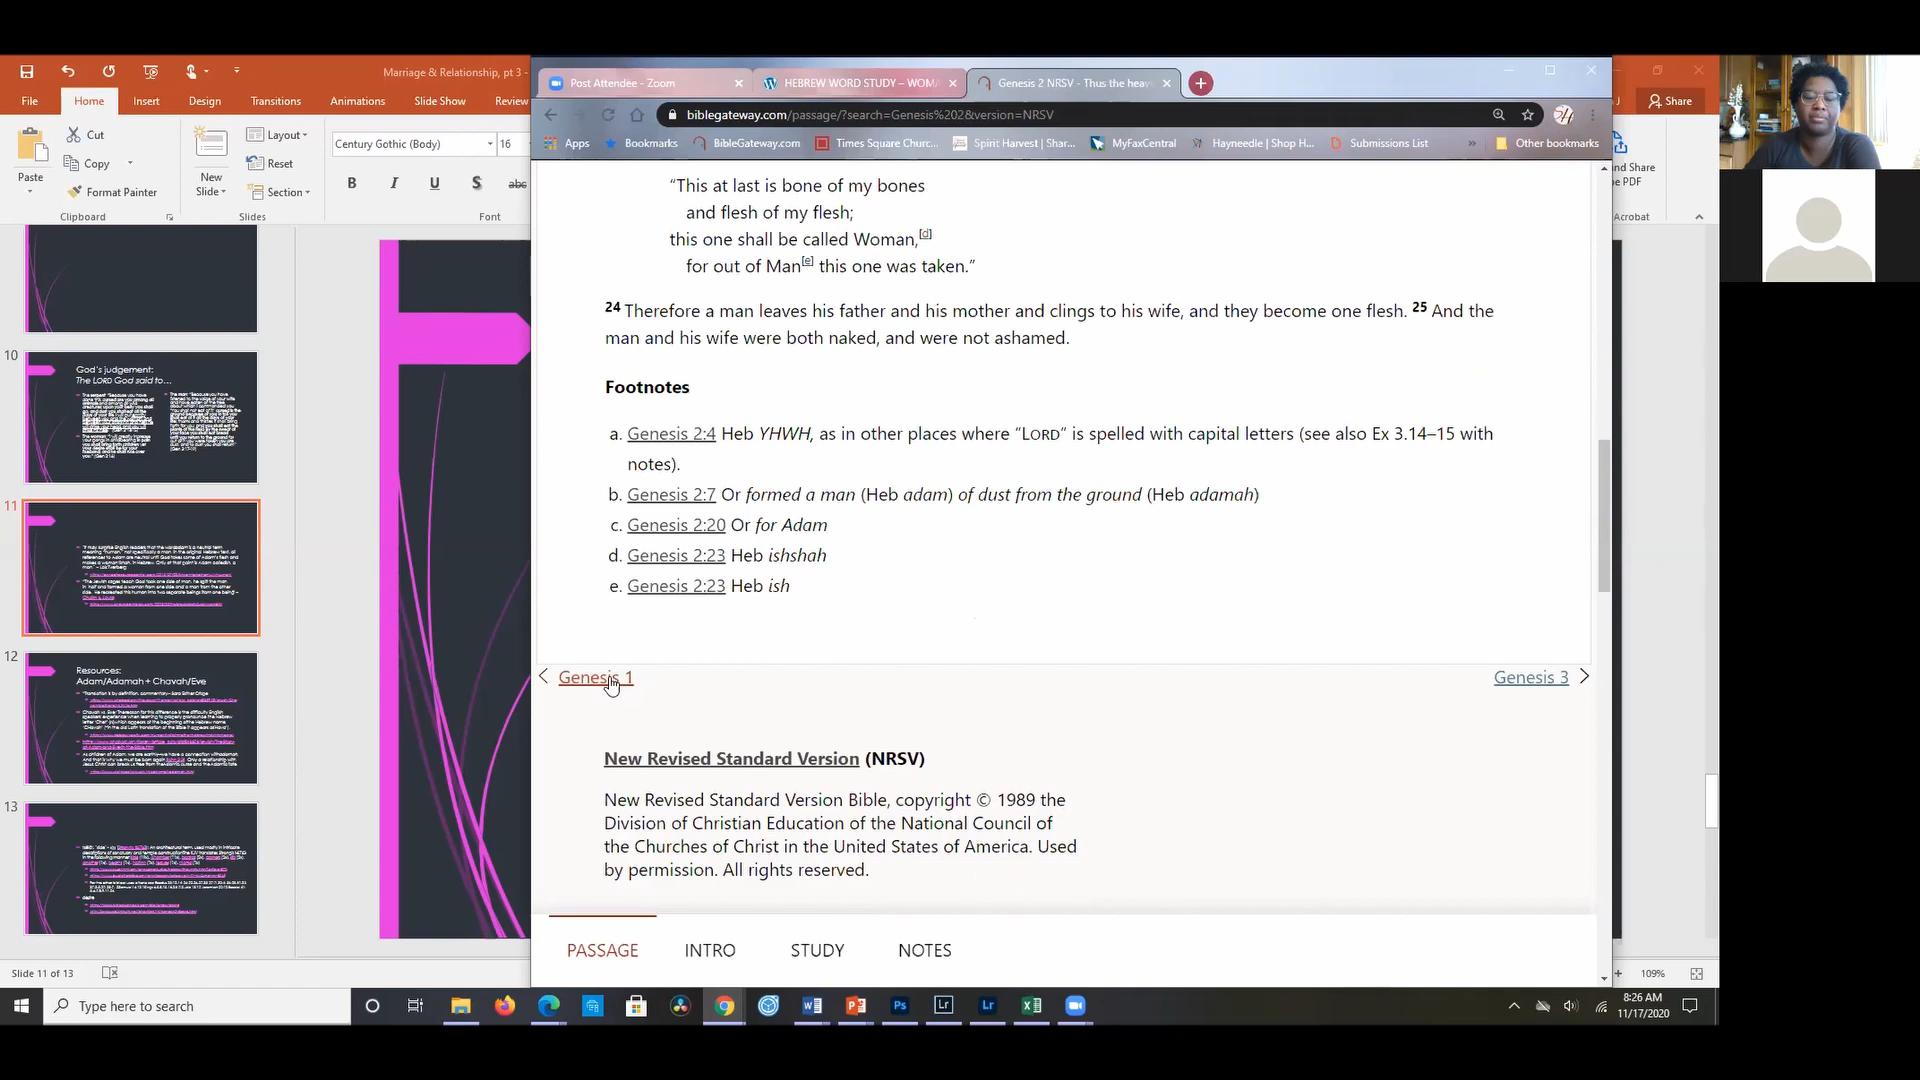 Marriage & Relationship, pt 3 -
File
Home
Insert
Design
Transitions
Animations
Slide Show
Review
Share
Cut
Copy
Format Painter
Paste
Clipboard
New
Slide
Layout
Reset
Section
Slides
Century Gothic (Body)
16
B I U S abc
Font
nd Share
PDF
Acrobat
Post Attendee - Zoom
HEBREW WORD STUDY – WOM
Genesis 2 NRSV - Thus the heav
biblegateway.com/passage/?search=Genesis%202&version=NRSV
Apps
Bookmarks
BibleGateway.com
Times Square Churc...
Spirit Harvest | Shar...
MyFaxCentral
Hayneedle | Shop H...
Submissions List
»
Other bookmarks
“This at last is bone of my bones
and flesh of my flesh;
this one shall be called Woman,[d]
for out of Man[e] this one was taken.”
24 Therefore a man leaves his father and his mother and clings to his wife, and they become one flesh. 25 And the
man and his wife were both naked, and were not ashamed.
Footnotes
a. Genesis 2:4 Heb YHWH, as in other places where “LORD” is spelled with capital letters (see also Ex 3.14–15 with
notes).
b. Genesis 2:7 Or formed a man (Heb adam) of dust from the ground (Heb adamah)
c. Genesis 2:20 Or for Adam
d. Genesis 2:23 Heb ishshah
e. Genesis 2:23 Heb ish
Genesis 1
Genesis 3
New Revised Standard Version (NRSV)
New Revised Standard Version Bible, copyright © 1989 the
Division of Christian Education of the National Council of
the Churches of Christ in the United States of America. Used
by permission. All rights reserved.
PASSAGE
INTRO
STUDY
NOTES
10
God's judgement:
The LORD God said to...
11
12
Resources:
Adam/Adamah + Chavah/Eve
13
Slide 11 of 13
109%
Type here to search
8:26 AM
11/17/2020